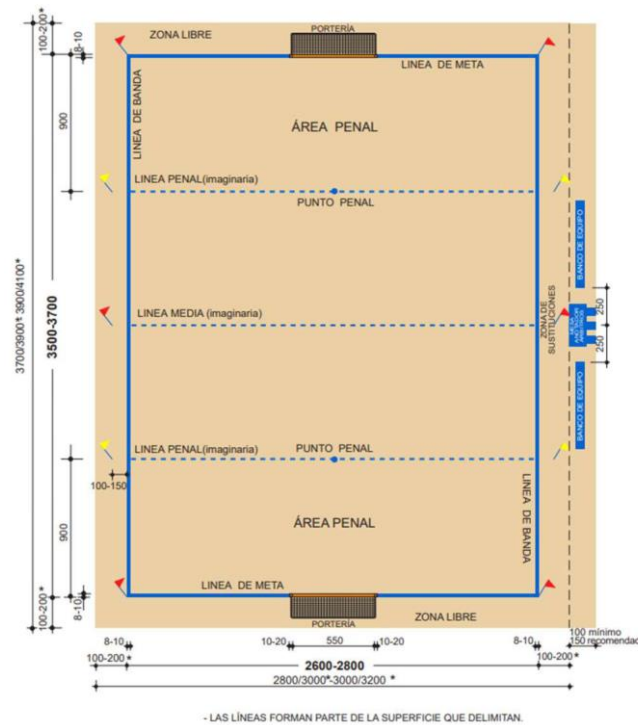 100-200*
8-10
ZONA LIBRE
PORTERÍA
LINEA DE META
LINEA DE BANDA
ÁREA PENAL
900
LINEA PENAL(imaginaria)
PUNTO PENAL
BANCO DE EQUIPO
3700/3900* 3900/4100*
3500-3700
LINEA MEDIA (imaginaria)
ZONA DE
SUSTITUCIONES
250
250
BANCO DE EQUIPO
LINEA PENAL(imaginaria)
PUNTO PENAL
100-150
LINEA DE BANDA
900
ÁREA PENAL
LINEA DE META
PORTERÍA
ZONA LIBRE
100-200*
8-10
8-10
10-20
550
10-20
8-10
100 mínimo
150 recomendad
100-200*
2600-2800
100-200*
2800/3000*-3000/3200 *
- LAS LÍNEAS FORMAN PARTE DE LA SUPERFICIE QUE DELIMITAN.